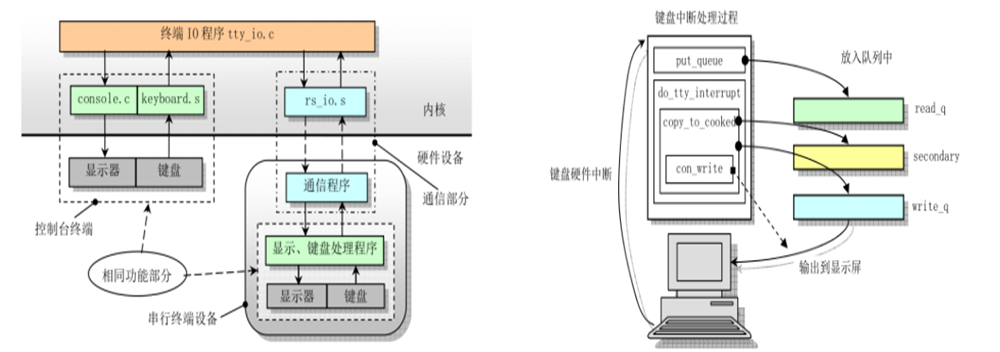 终端 IO 程序 tty_io.c
console.c
keyboard.s
rs_io.s
内核
显示器
键盘
硬件设备
通信程序
通信部分
控制台终端
显示、键盘处理程序
相同功能部分
显示器
键盘
串行终端设备
键盘中断处理过程
put_queue
放入队列中
do_tty_interrupt
read_q
copy_to_cooked
secondary
con_write
键盘硬件中断
write_q
输出到显示屏